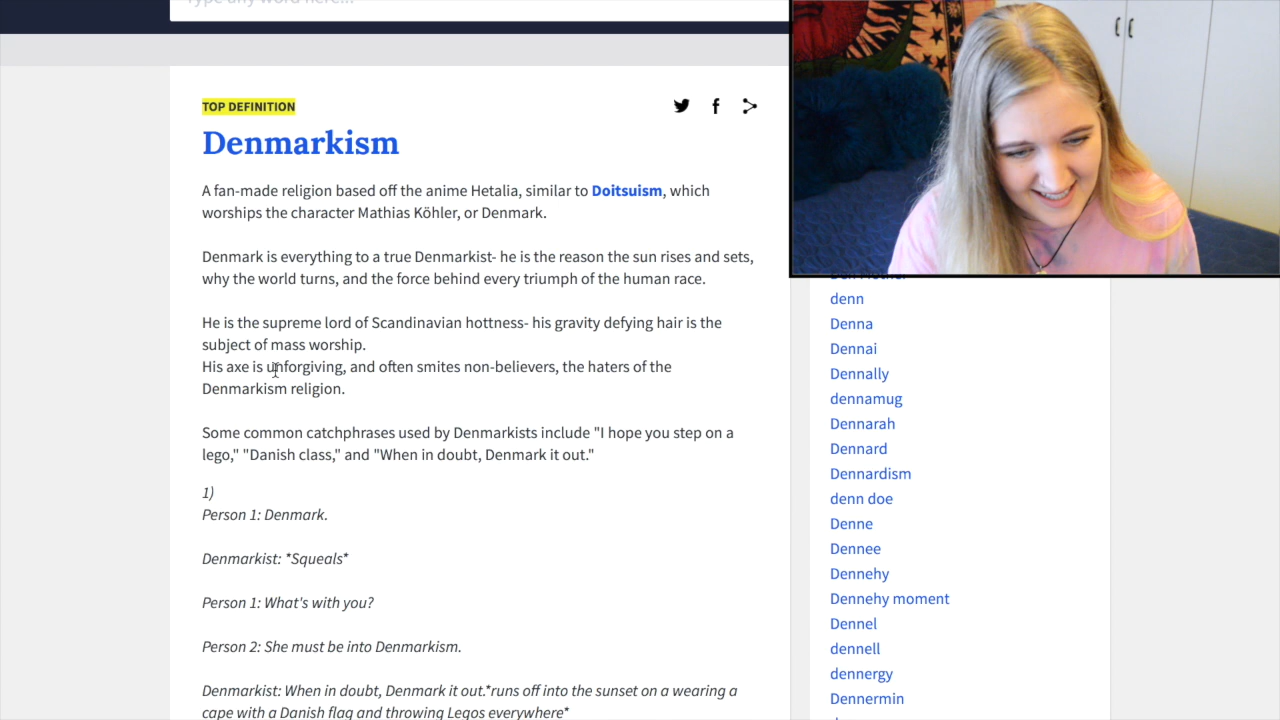 Type any word here...
TOP DEFINITION
Denmarkism
A fan-made religion based off the anime Hetalia, similar to Doitsuism, which
worships the character Mathias Köhler, or Denmark.
Denmark is everything to a true Denmarkist- he is the reason the sun rises and sets,
why the world turns, and the force behind every triumph of the human race.
He is the supreme lord of Scandinavian hottness- his gravity defying hair is the
subject of mass worship.
His axe is unforgiving, and often smites non-believers, the haters of the
Denmarkism religion.
Some common catchphrases used by Denmarkists include "I hope you step on a
lego," "Danish class," and "When in doubt, Denmark it out."
1)
Person 1: Denmark.
Denmarkist: *Squeals*
Person 1: What's with you?
Person 2: She must be into Denmarkism.
Denmarkist: When in doubt, Denmark it out.*runs off into the sunset on a wearing a
cape with a Danish flag and throwing Legos everywhere*
denn
Denna
Dennai
Dennally
dennamug
Dennarah
Dennard
Dennardism
denn doe
Denne
Dennee
Dennehy
Dennehy moment
Dennel
dennell
dennergy
Dennermin